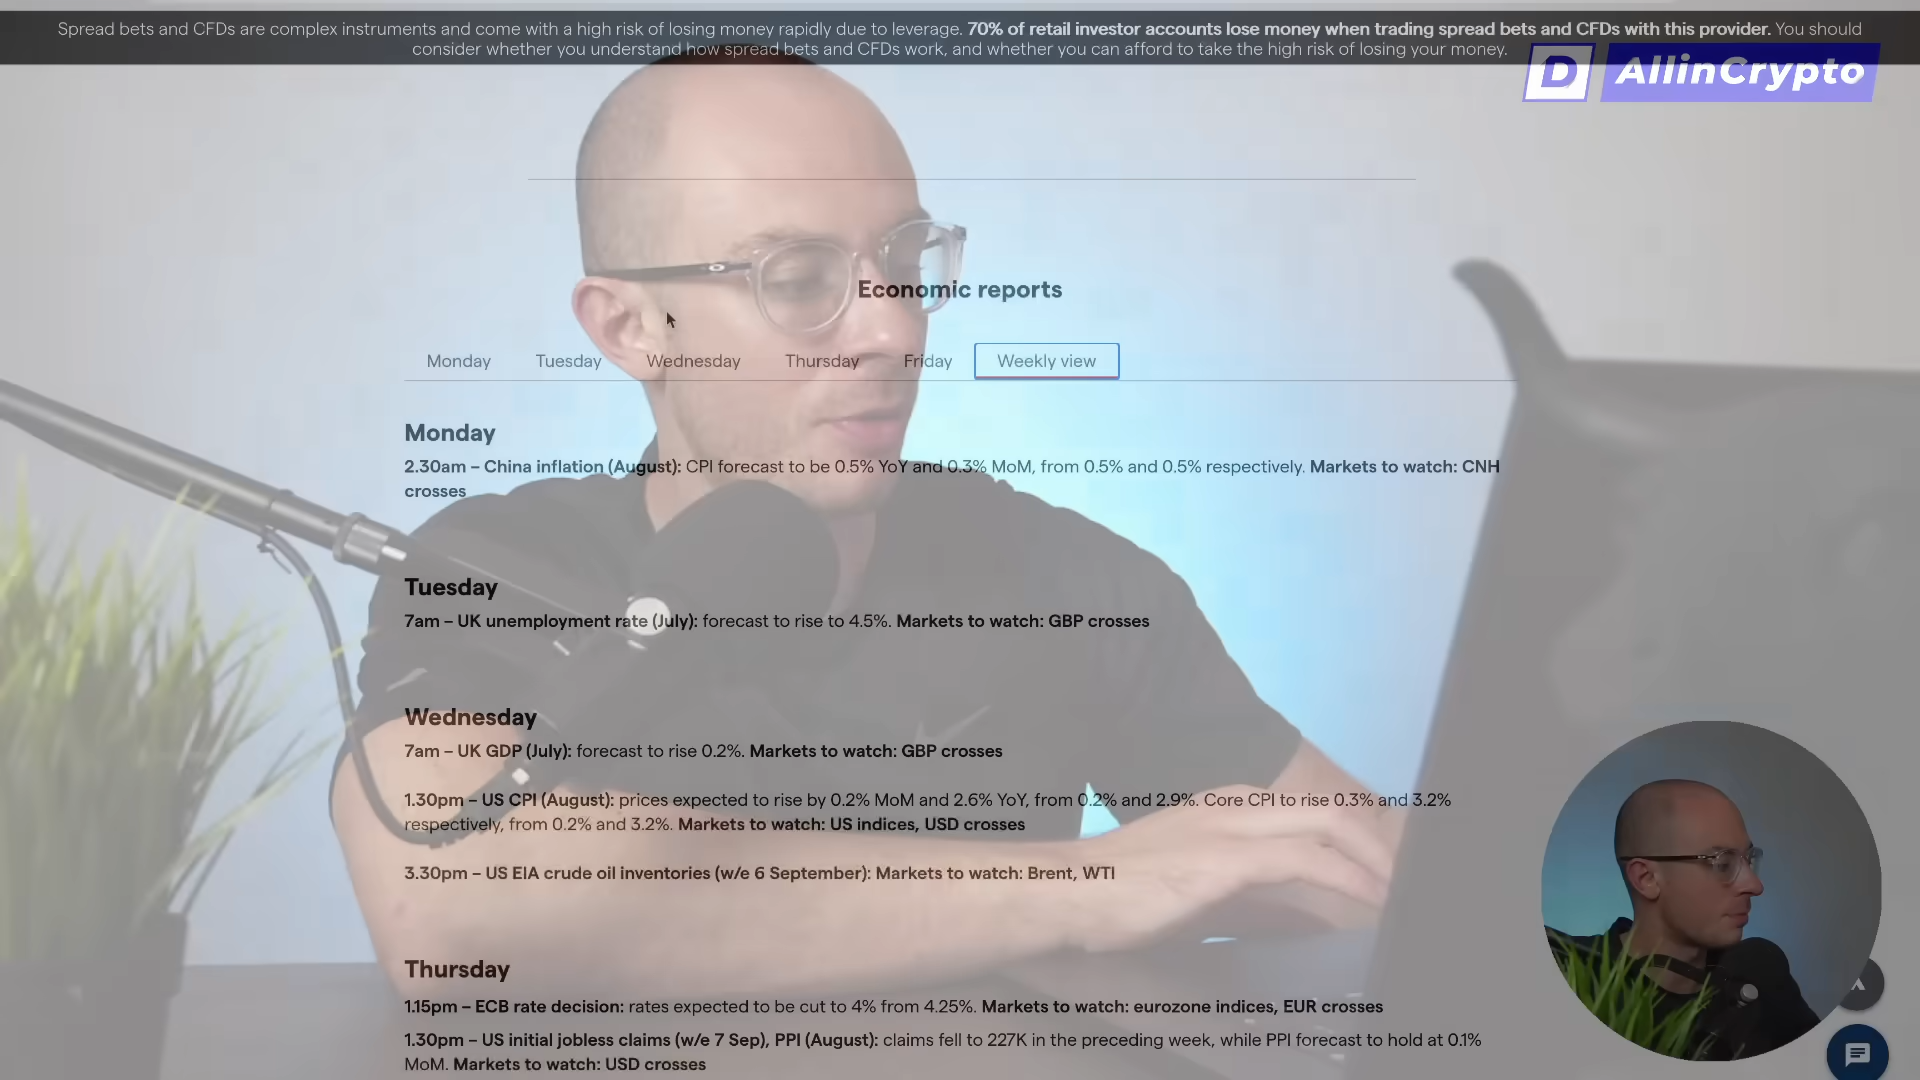 Spread bets and CFDs are complex instruments and come with a high risk of losing money rapidly due to leverage. 70% of retail investor accounts lose money when trading spread bets and CFDs with this provider. You should
consider whether you understand how spread bets and CFDs work, and whether you can afford to take the high risk of losing your money.
D AllinCrypto
Economic reports
Monday Tuesday Wednesday Thursday Friday Weekly view
Monday
2.30am – China inflation (August): CPI forecast to be 0.5% YoY and 0.3% MoM, from 0.5% and 0.5% respectively. Markets to watch: CNH
crosses
Tuesday
7am – UK unemployment rate (July): forecast to rise to 4.5%. Markets to watch: GBP crosses
Wednesday
7am – UK GDP (July): forecast to rise 0.2%. Markets to watch: GBP crosses
1.30pm – US CPI (August): prices expected to rise by 0.2% MoM and 2.6% YoY, from 0.2% and 2.9%. Core CPI to rise 0.3% and 3.2%
respectively, from 0.2% and 3.2%. Markets to watch: US indices, USD crosses
3.30pm – US EIA crude oil inventories (w/e 6 September): Markets to watch: Brent, WTI
Thursday
1.15pm – ECB rate decision: rates expected to be cut to 4% from 4.25%. Markets to watch: eurozone indices, EUR crosses
1.30pm – US initial jobless claims (w/e 7 Sep), PPI (August): claims fell to 227K in the preceding week, while PPI forecast to hold at 0.1%
MoM. Markets to watch: USD crosses